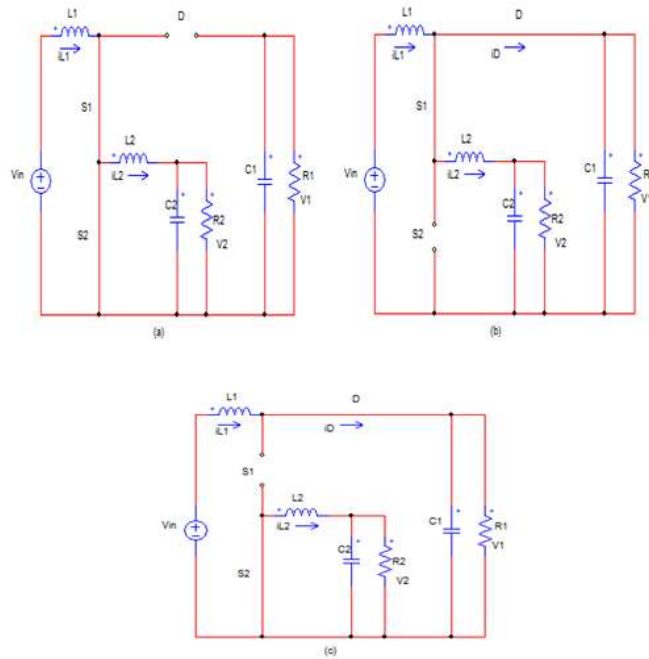 L1 D
iL1
S1
L2
Vin iL2 C1 R1
C2 R2 V1
S2 V2
(a)
L1 D
iL1 iD
S1
L2
Vin iL2 C1 R
C2 R2 V1
S2 V2
(b)
L1 D
iL1 iD
S1
L2
Vin iL2 C1 R1
C2 R2 V1
S2 V2
(c)